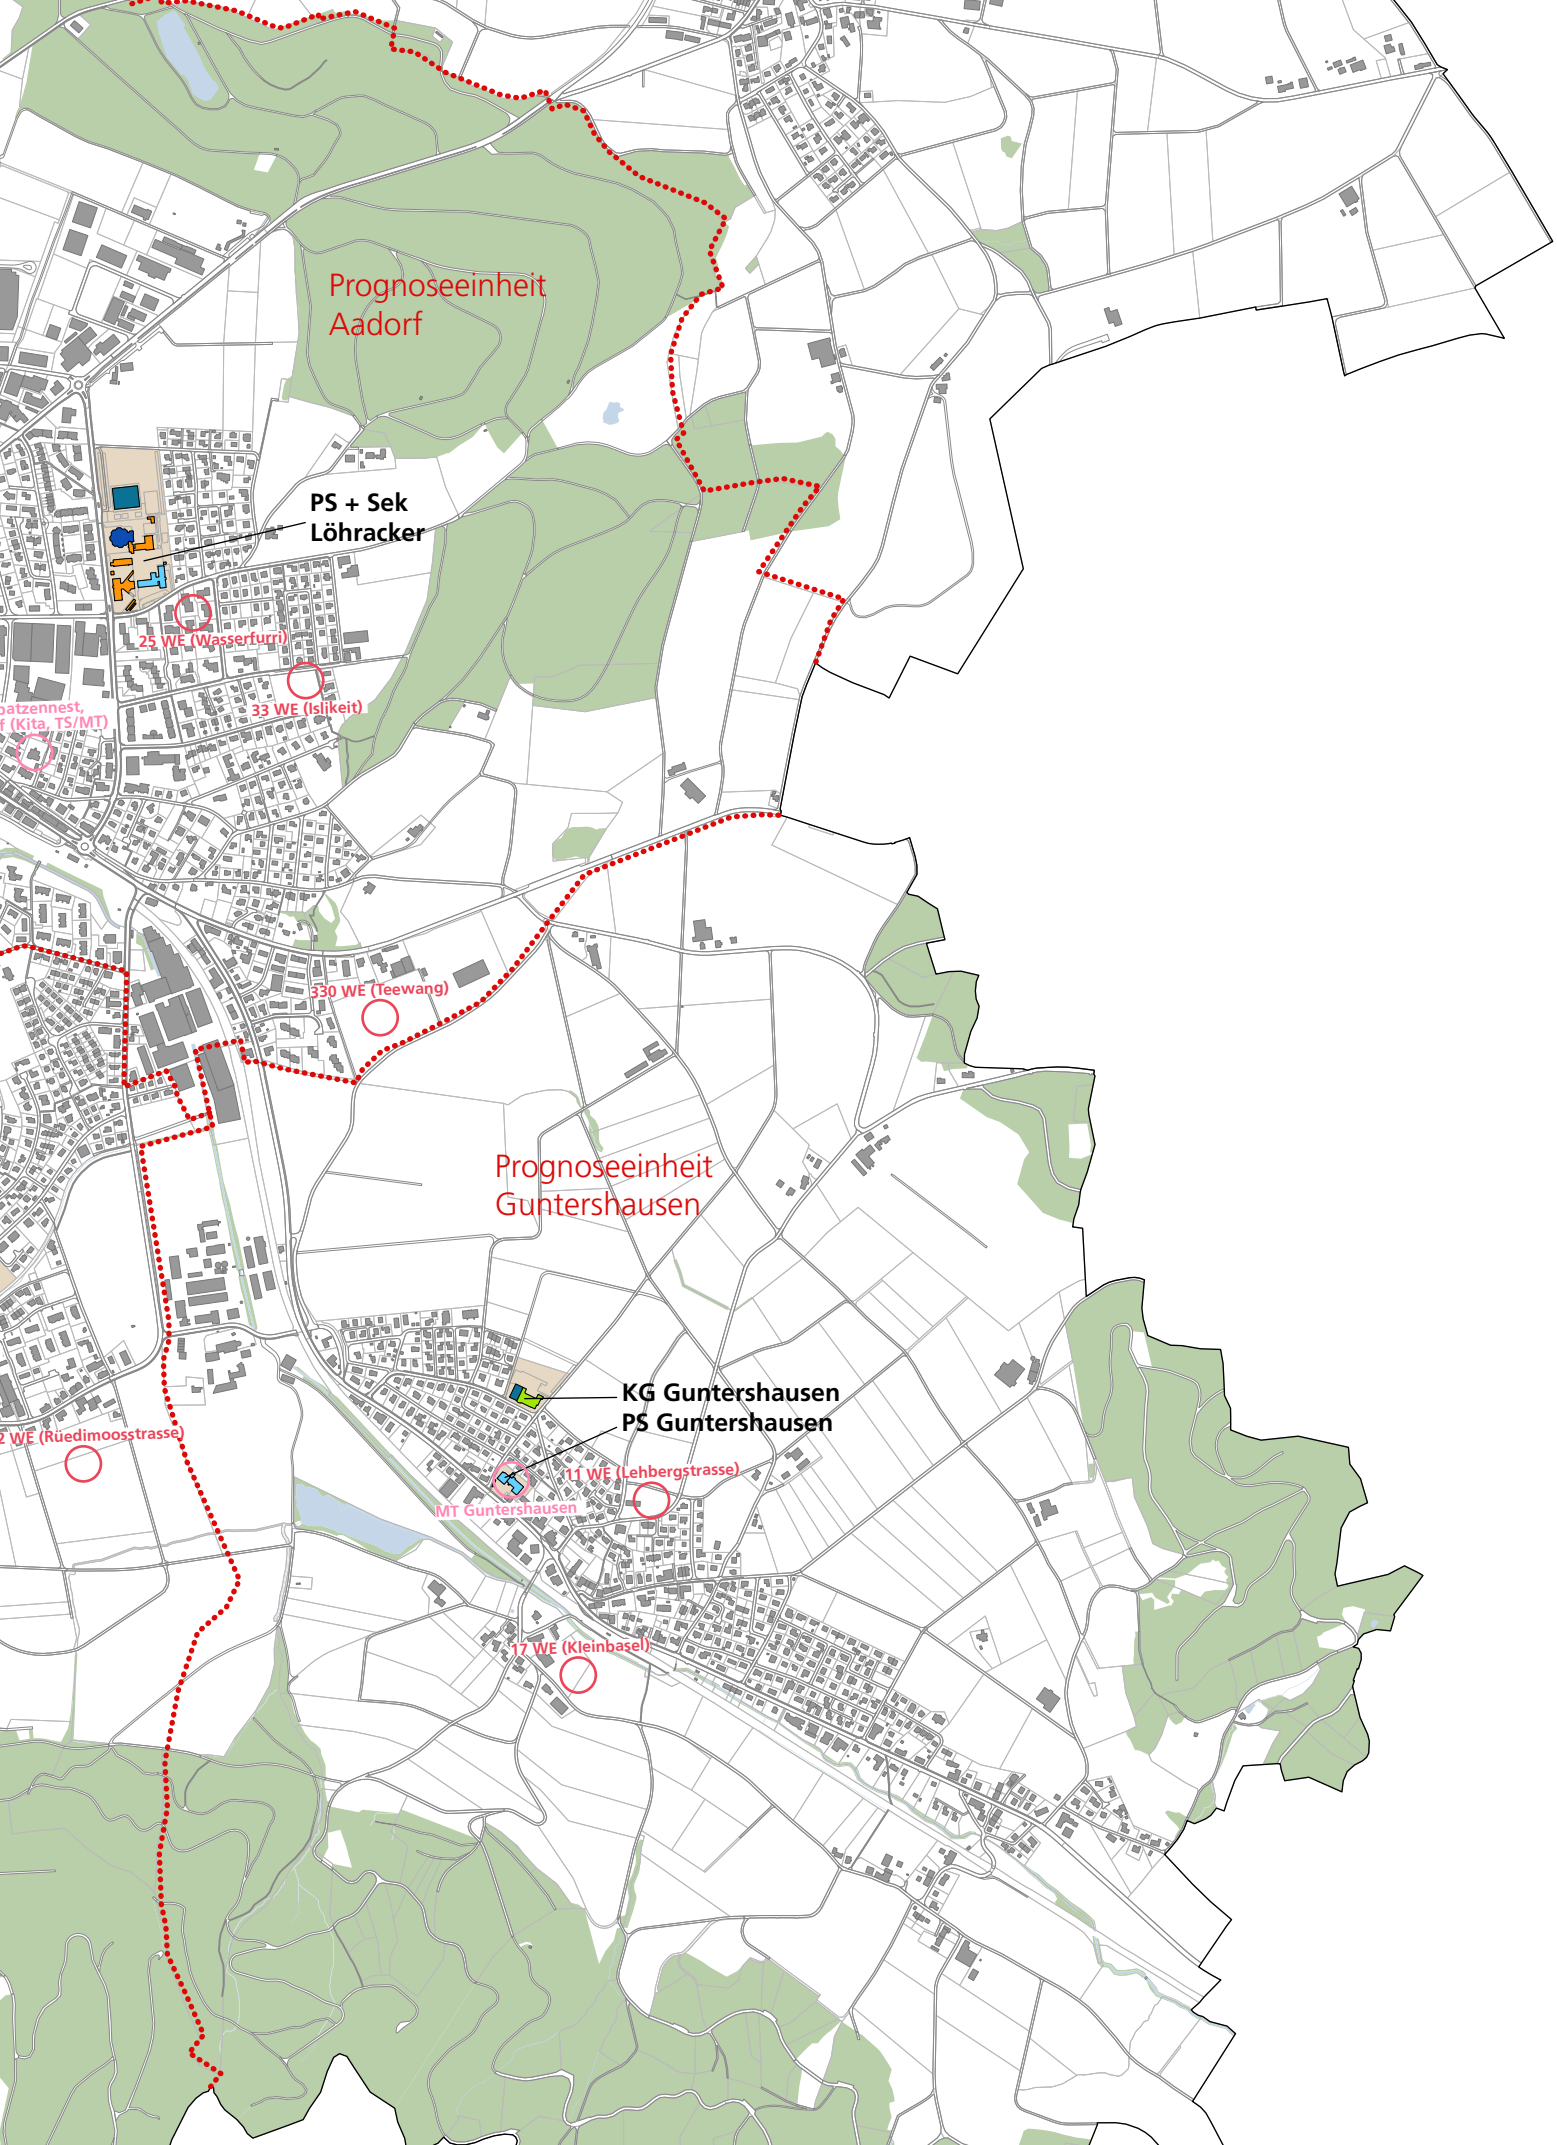 Prognoseeinheit
Aadorf
PS + Sek
Löhracker
25 WE (Wasserfurri)
33 WE (Islikeit)
(Kita, TS/MT)
330 WE (Teewang)
Prognoseeinheit
Guntershausen
KG Guntershausen
PS Guntershausen
2 WE (Rüedimoosstrasse)
11 WE (Lehbergstrasse)
MT Guntershausen
17 WE (Kleinbasel)